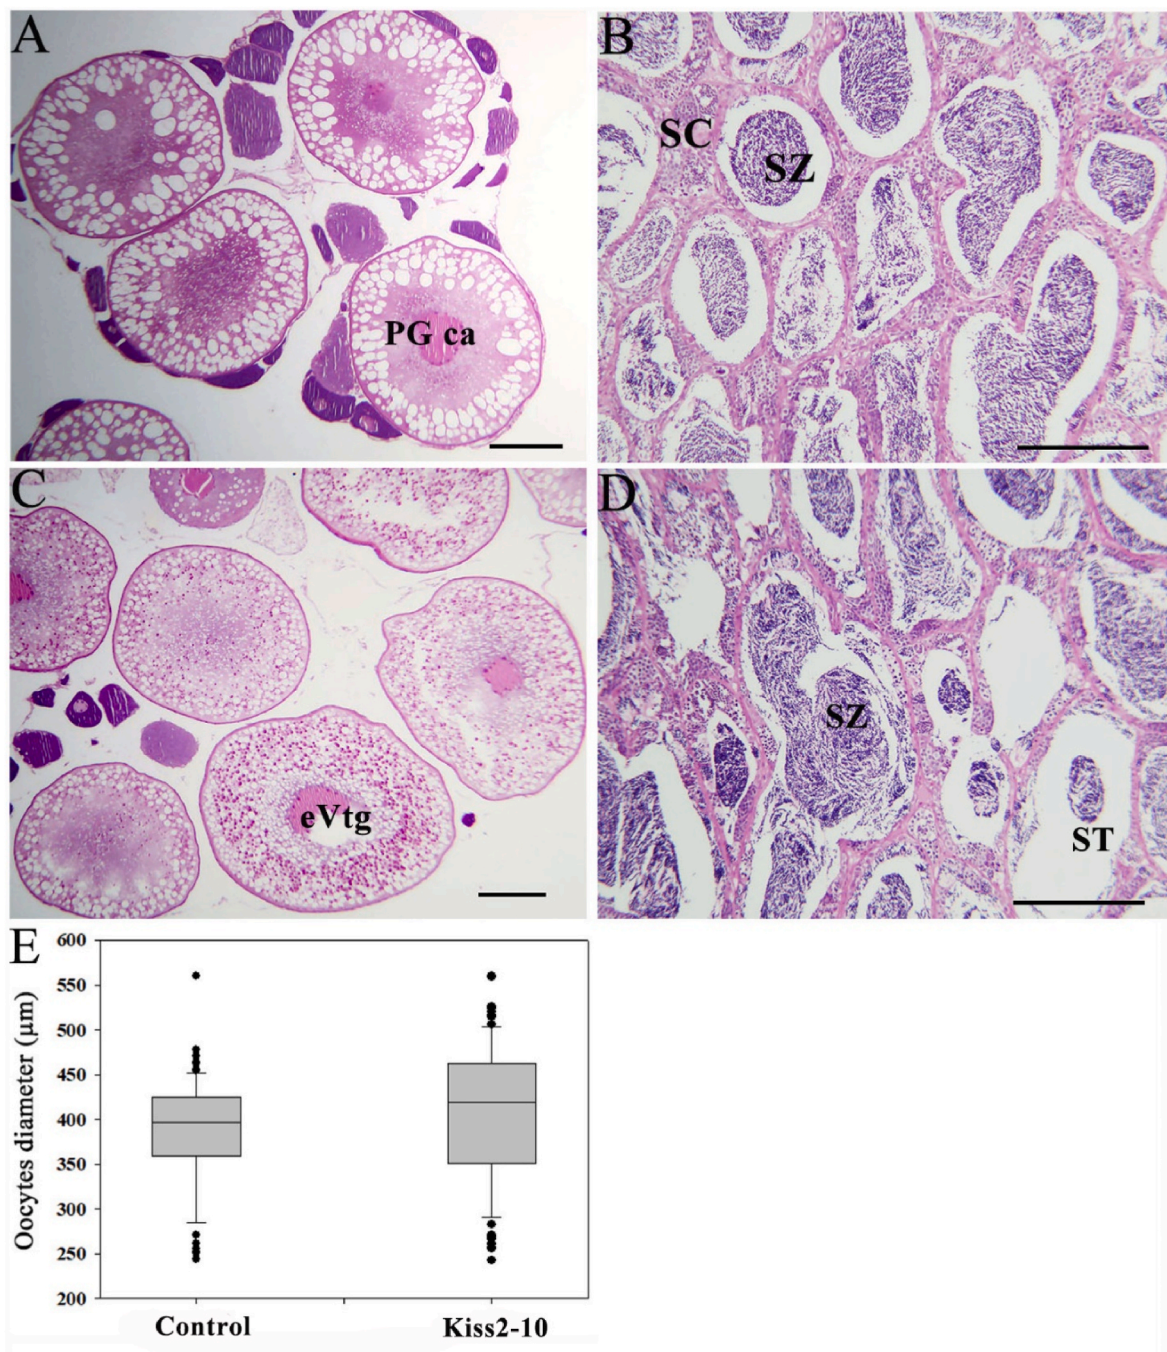 A
B
SC
SZ
PG ca
C
D
SZ
eVtg
ST
E
600
550
500
450
400
350
300
250
200
Oocytes diameter (μm)
Control
Kiss2-10